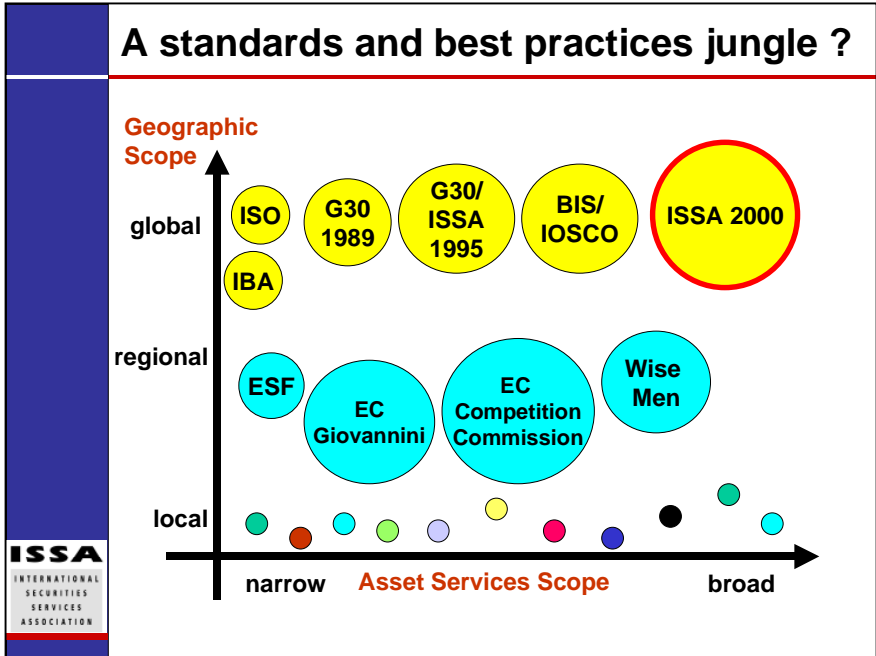 A standards and best practices jungle ?
Geographic
Scope
global
ISO
IBA
G30
1989
G30/
ISSA
1995
BIS/
IOSCO
ISSA 2000
regional
ESF
EC
Giovannini
EC
Competition
Commission
Wise
Men
local
narrow
Asset Services Scope
broad
ISSA
INTERNATIONAL
SECURITIES
SERVICES
ASSOCIATION